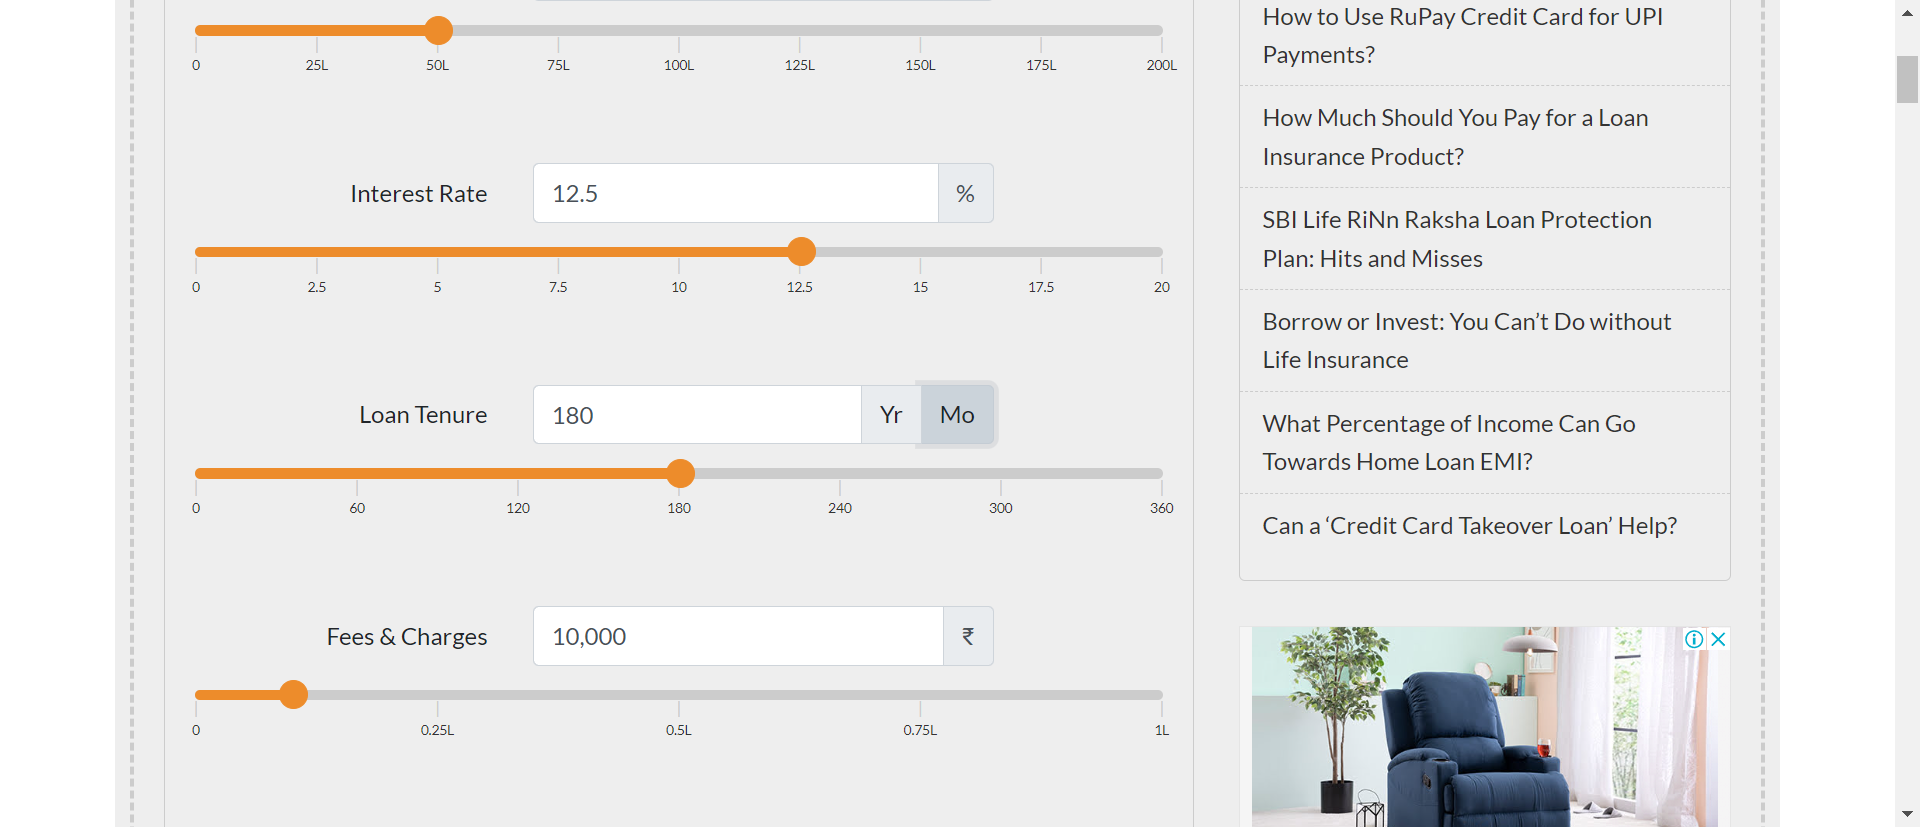 0 25L 50L 75L 100L 125L 150L 175L 200L
Interest Rate 12.5 %
0 2.5 5 7.5 10 12.5 15 17.5 20
Loan Tenure 180 Yr Mo
0 60 120 180 240 300 360
Fees & Charges 10,000 ₹
0 0.25L 0.5L 0.75L 1L
How to Use RuPay Credit Card for UPI
Payments?
How Much Should You Pay for a Loan
Insurance Product?
SBI Life RiNn Raksha Loan Protection
Plan: Hits and Misses
Borrow or Invest: You Can’t Do without
Life Insurance
What Percentage of Income Can Go
Towards Home Loan EMI?
Can a ‘Credit Card Takeover Loan’ Help?